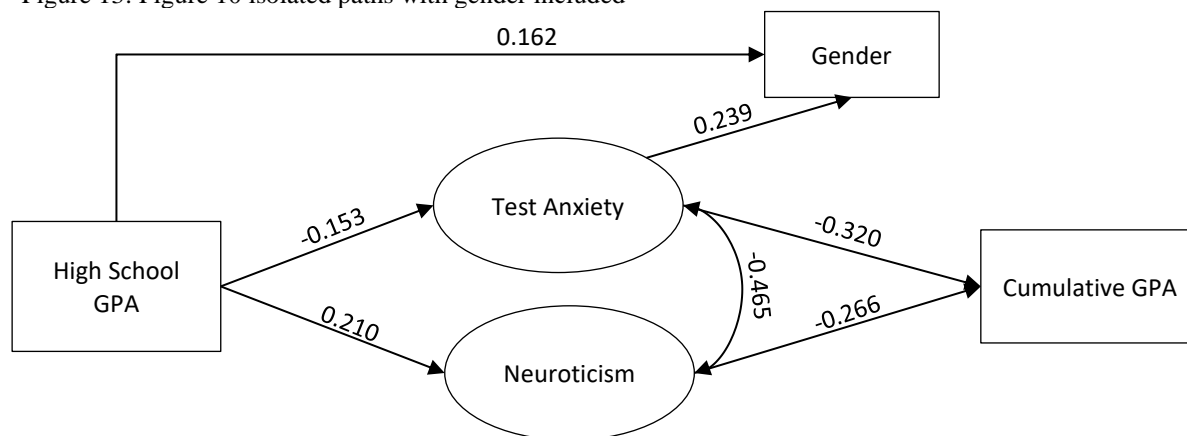 Figure 15: Figure 10 isolated paths with gender included
0.162
Gender
0.239
Test Anxiety
-0.153
-0.320
High School
GPA
-0.465
Cumulative GPA
0.210
-0.266
Neuroticism